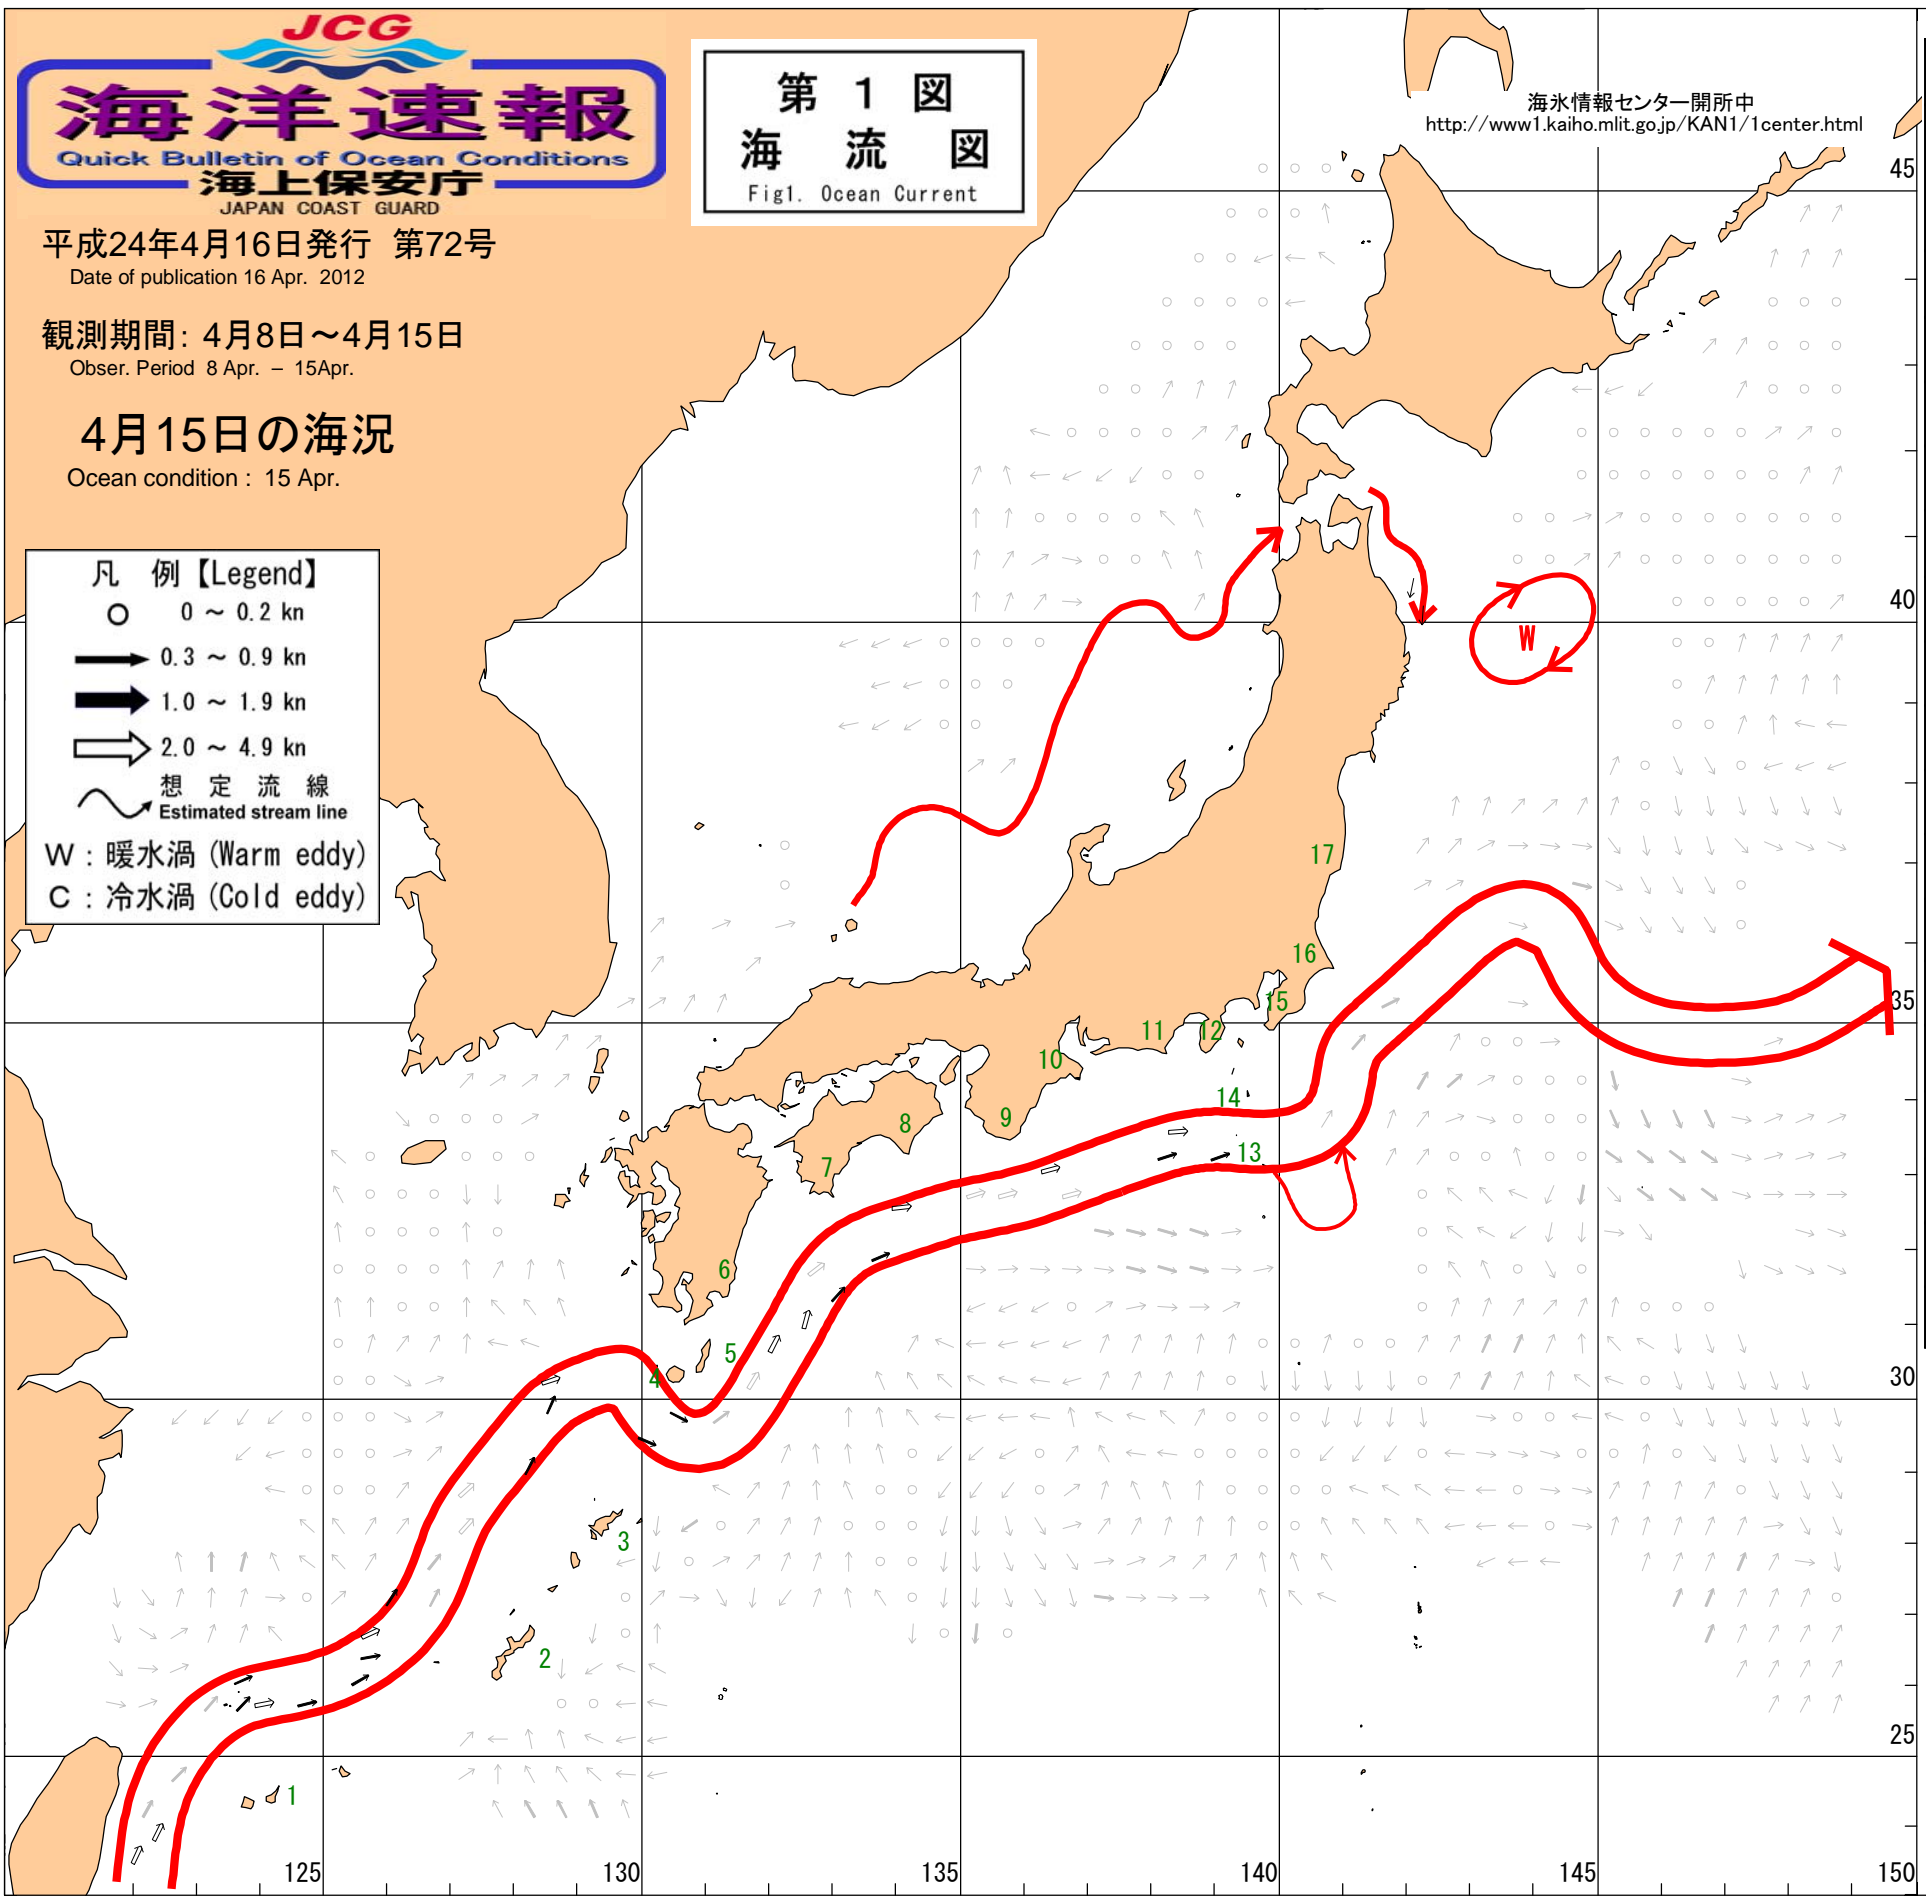 JCG
海洋速報
Quick Bulletin of Ocean Conditions
海上保安庁
JAPAN COAST GUARD
第 1 図
海 流 図
Fig1. Ocean Current
海氷情報センター開所中
http://www1.kaiho.mlit.go.jp/KAN1/1center.html
平成24年4月16日発行 第72号
Date of publication 16 Apr. 2012
観測期間: 4月8日～4月15日
Obser. Period 8 Apr. – 15Apr.
4月15日の海況
Ocean condition : 15 Apr.
凡 例【Legend】
0 ～ 0.2 kn
0.3 ～ 0.9 kn
1.0 ～ 1.9 kn
2.0 ～ 4.9 kn
想 定 流 線
Estimated stream line
W : 暖水渦 (Warm eddy)
C : 冷水渦 (Cold eddy)
45
40
W
17
16
15
35
11
12
10
14
9
8
13
7
6
5
4
30
3
2
25
1
125
130
135
140
145
150